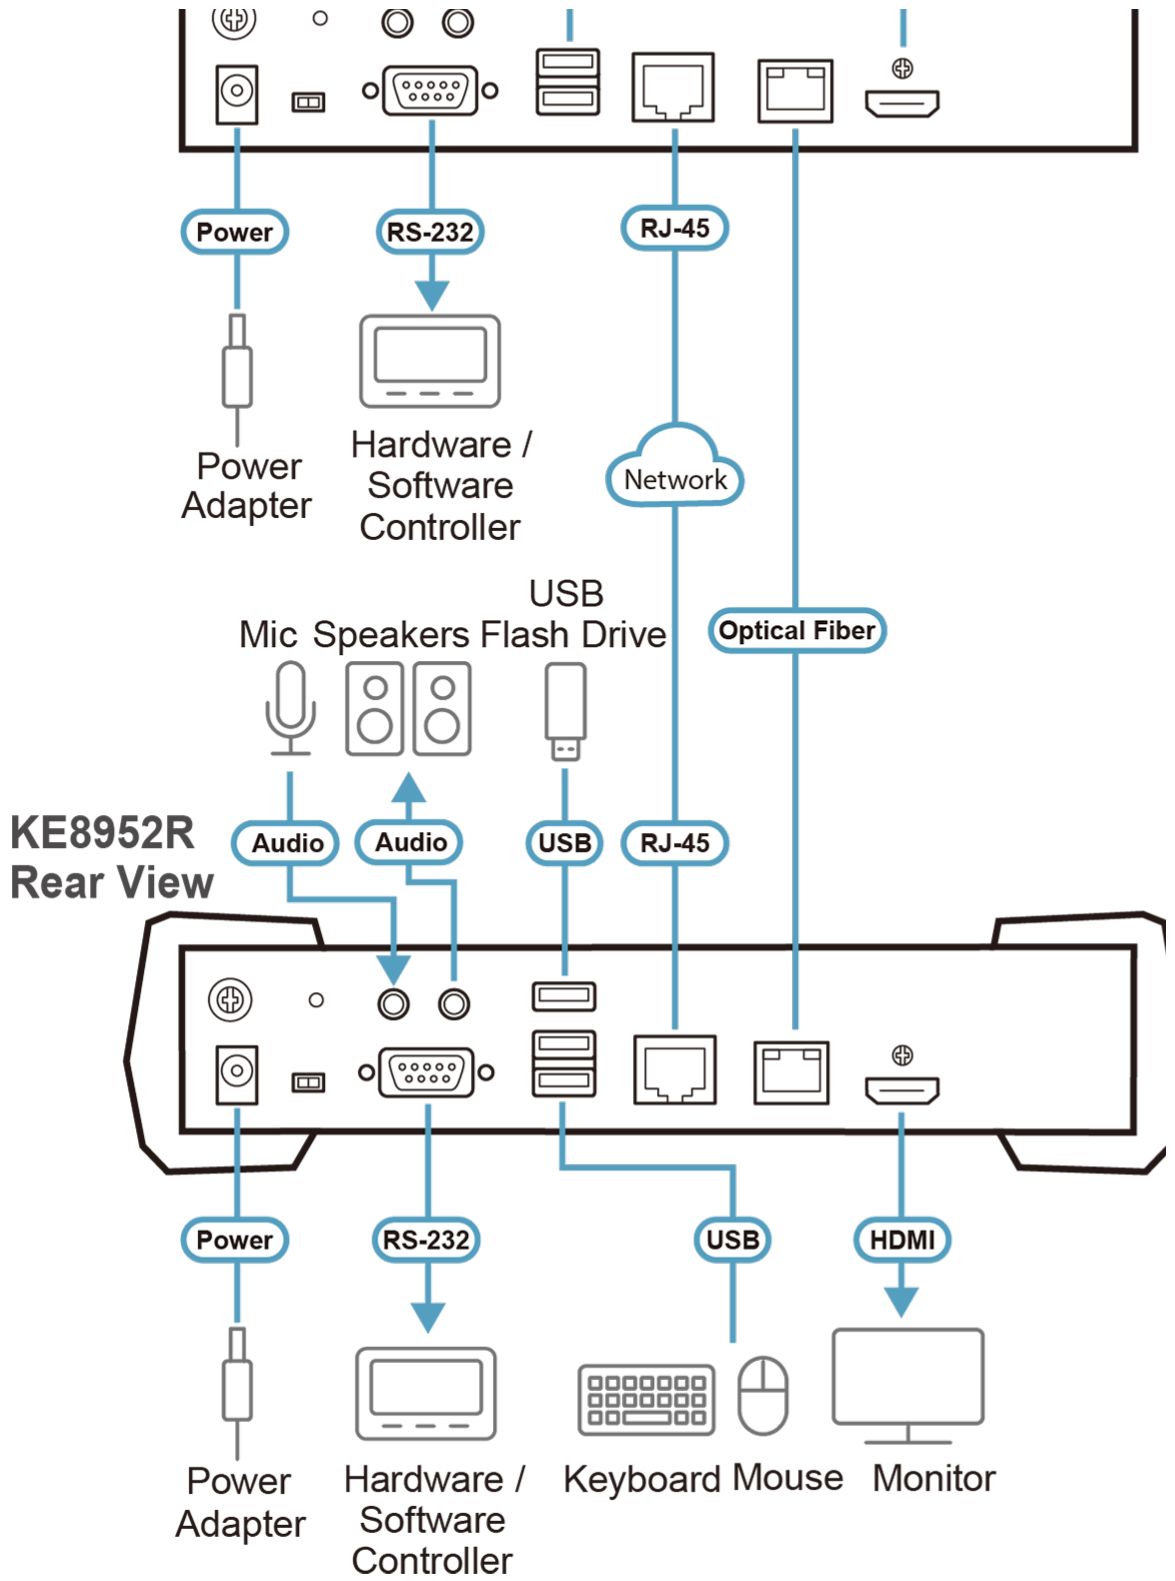 Power
RS-232
RJ-45
Power
Adapter
Hardware /
Software
Controller
Network
Optical Fiber
Mic
Speakers
USB
Flash Drive
KE8952R
Rear View
Audio
Audio
USB
RJ-45
Power
RS-232
USB
HDMI
Power
Adapter
Hardware /
Software
Controller
Keyboard
Mouse
Monitor